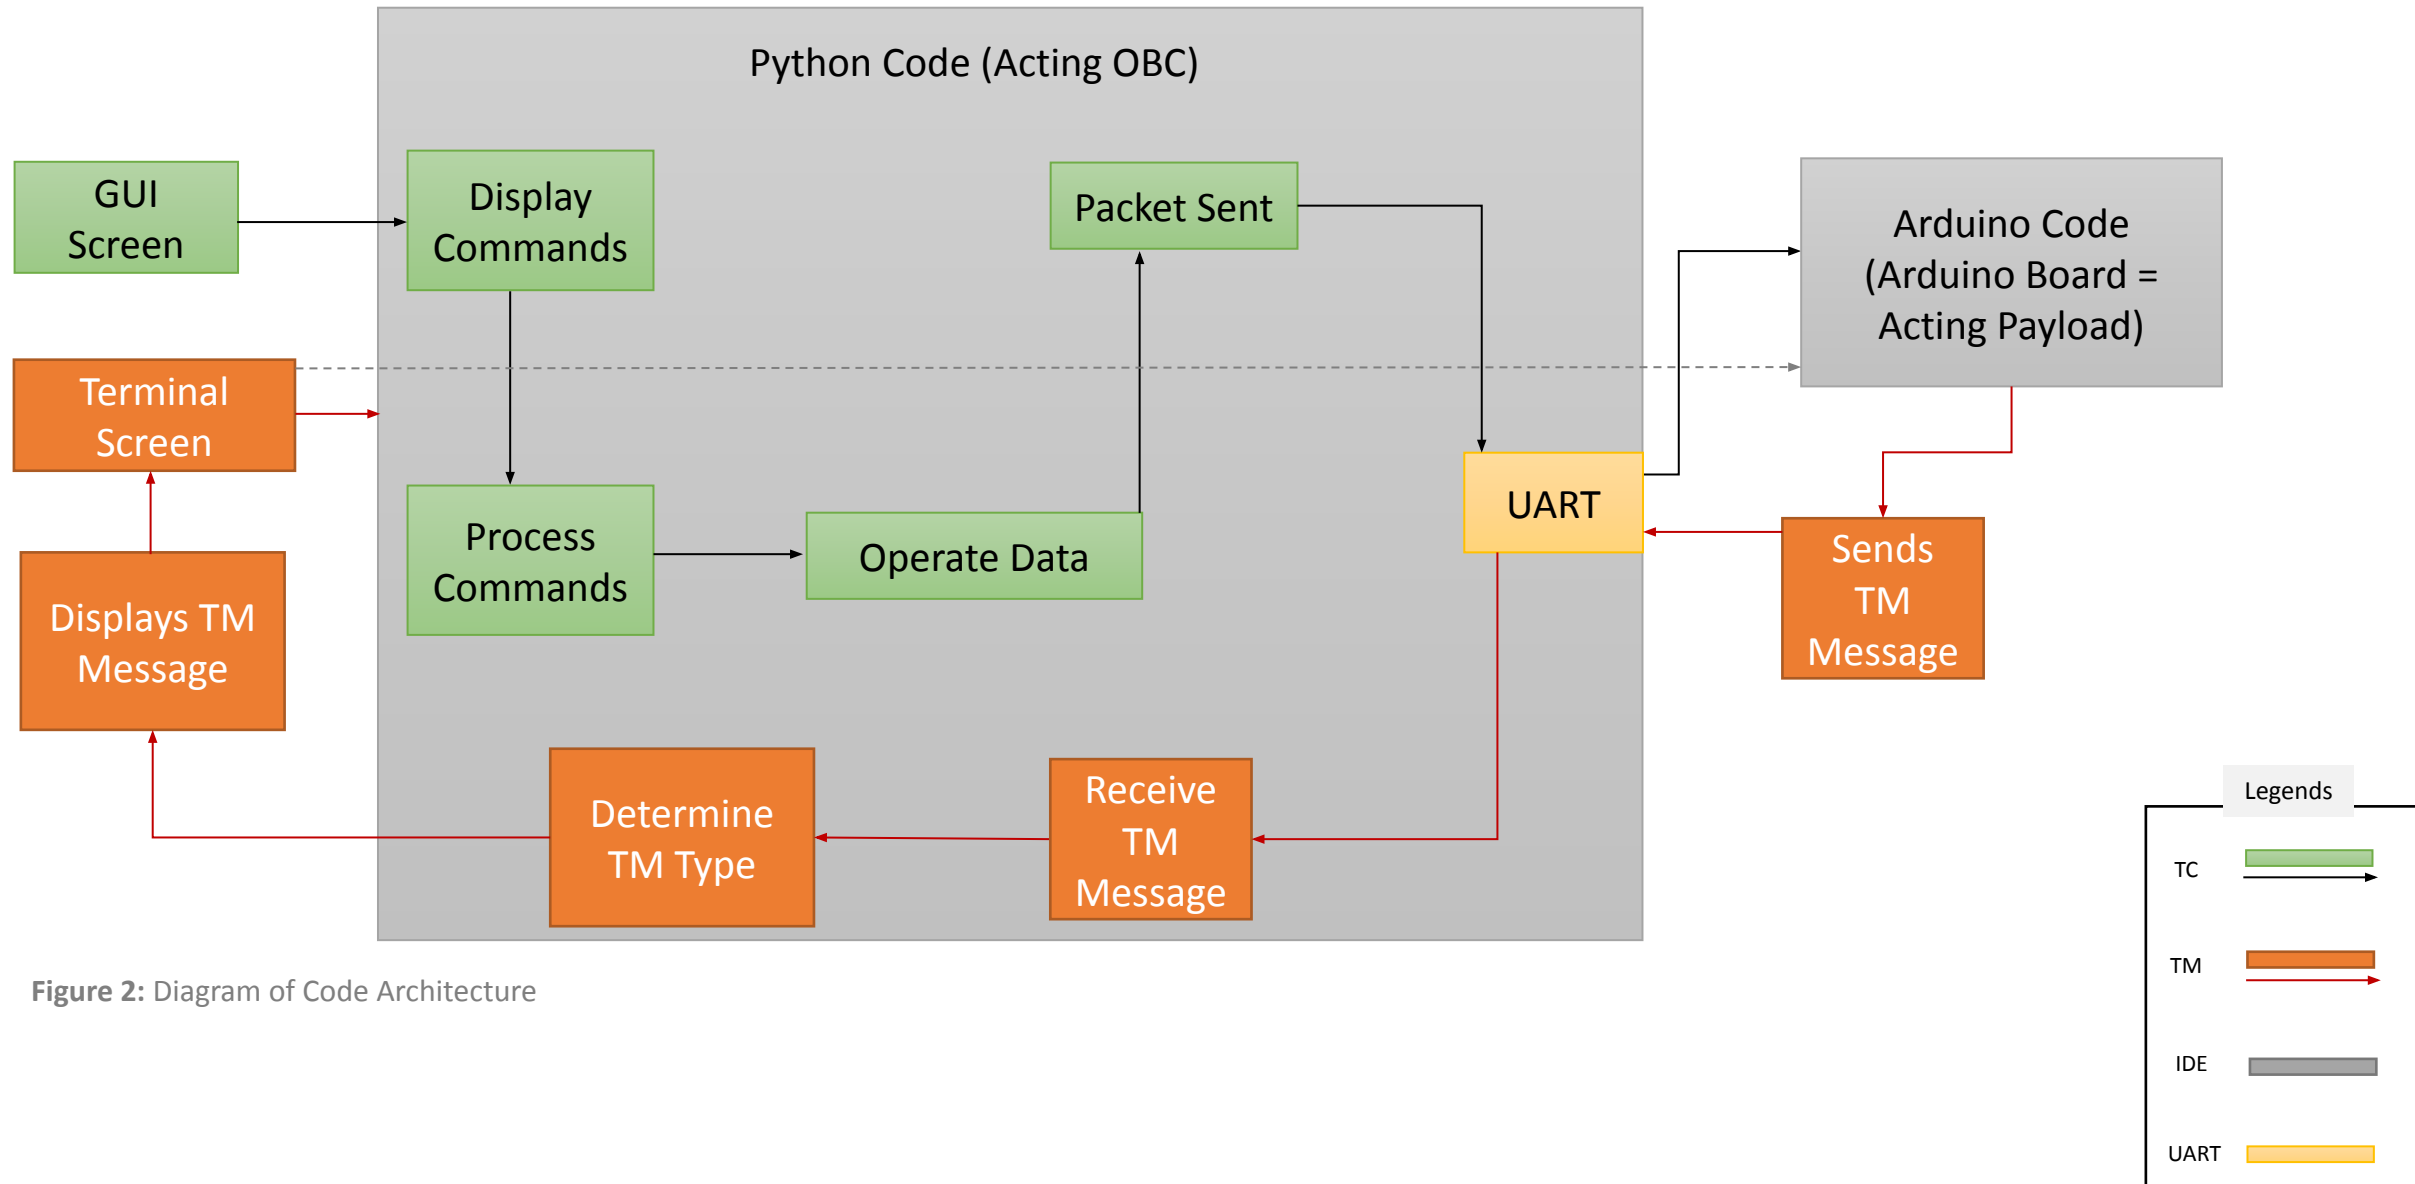 Python Code (Acting OBC)
GUI
Screen
Display
Commands
Packet Sent
Arduino Code
(Arduino Board =
Acting Payload)
Terminal
Screen
Process
Commands
Operate Data
UART
Sends
TM
Message
Displays TM
Message
Determine
TM Type
Receive
TM
Message
Legends
TC
TM
IDE
UART
Figure 2: Diagram of Code Architecture